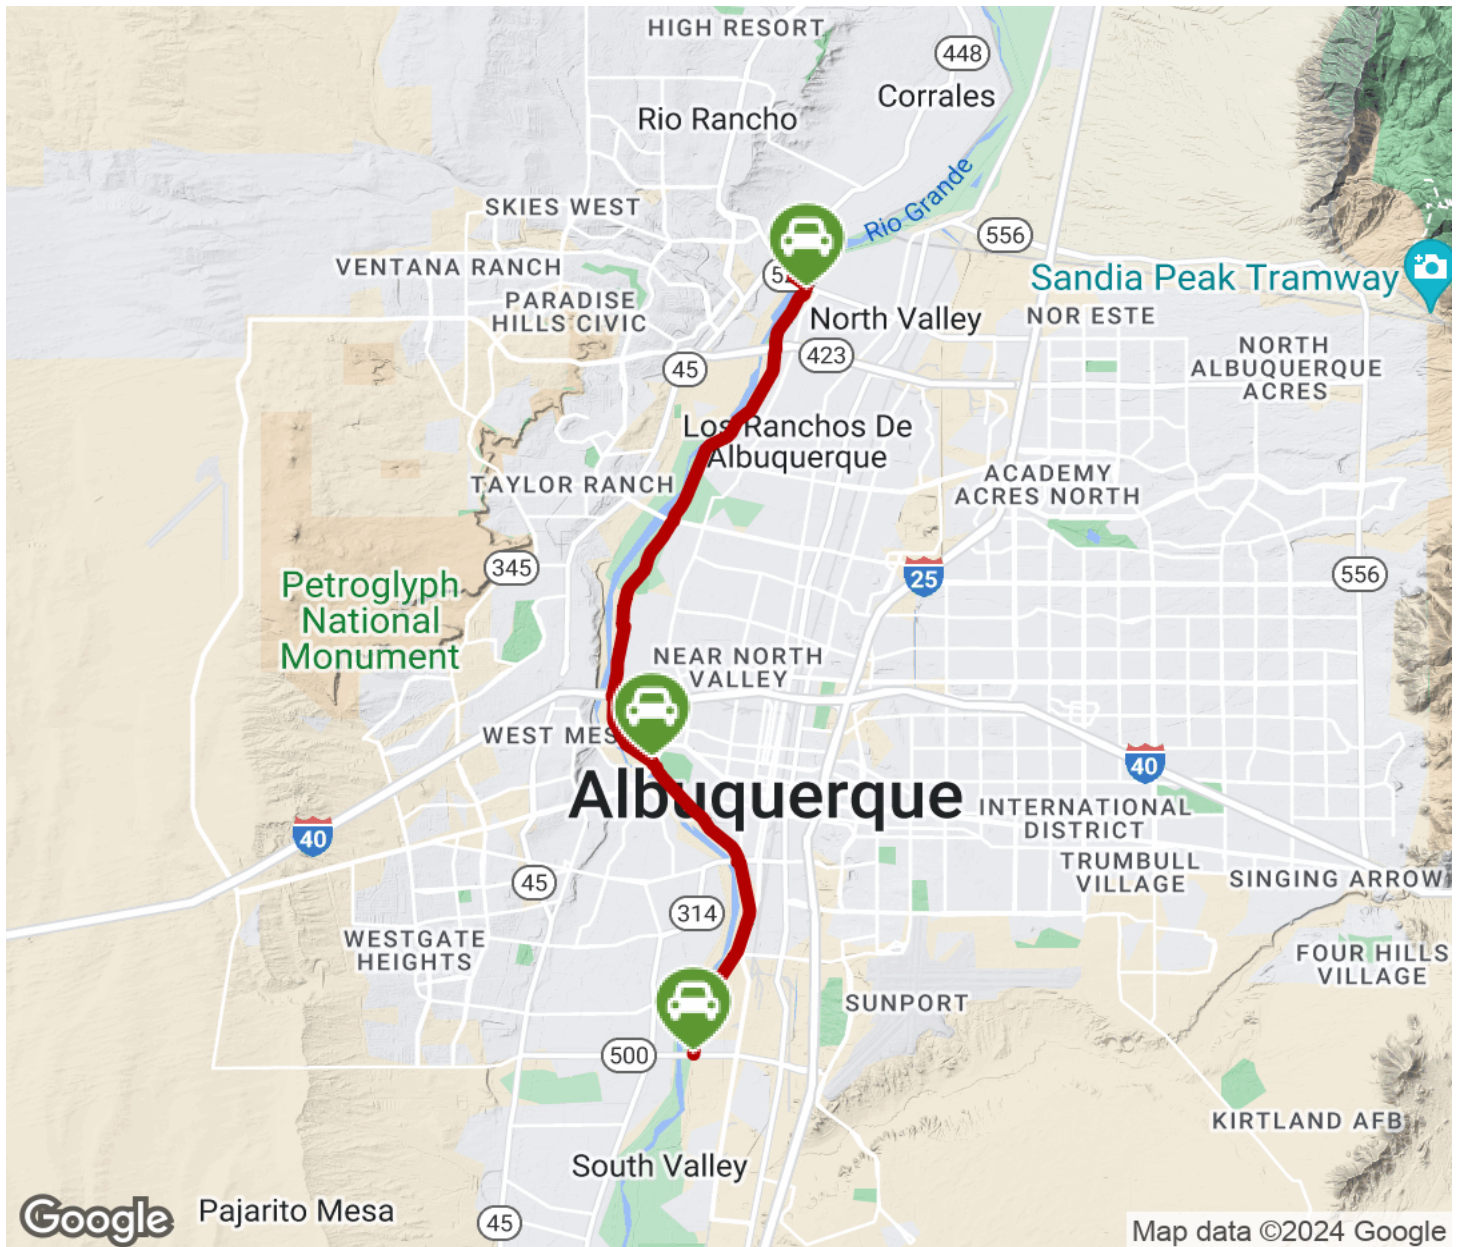 HIGH RESORT
448
Corrales
Rio Rancho
Rio Grande
SKIES WEST
556
VENTANA RANCH
Sandia Peak Tramway
PARADISE
HILLS CIVIC
North Valley
NOR ESTE
423
45
NORTH
ALBUQUERQUE
ACRES
Los Ranchos De
Albuquerque
TAYLOR RANCH
ACADEMY
ACRES NORTH
345
25
556
Petroglyph
National
Monument
NEAR NORTH
VALLEY
WEST MES
40
Albuquerque
INTERNATIONAL
DISTRICT
40
TRUMBULL
VILLAGE
SINGING ARROW
45
314
WESTGATE
HEIGHTS
FOUR HILLS
VILLAGE
SUNPORT
500
KIRTLAND AFB
South Valley
Pajarito Mesa
45
Google
Map data ©2024 Google